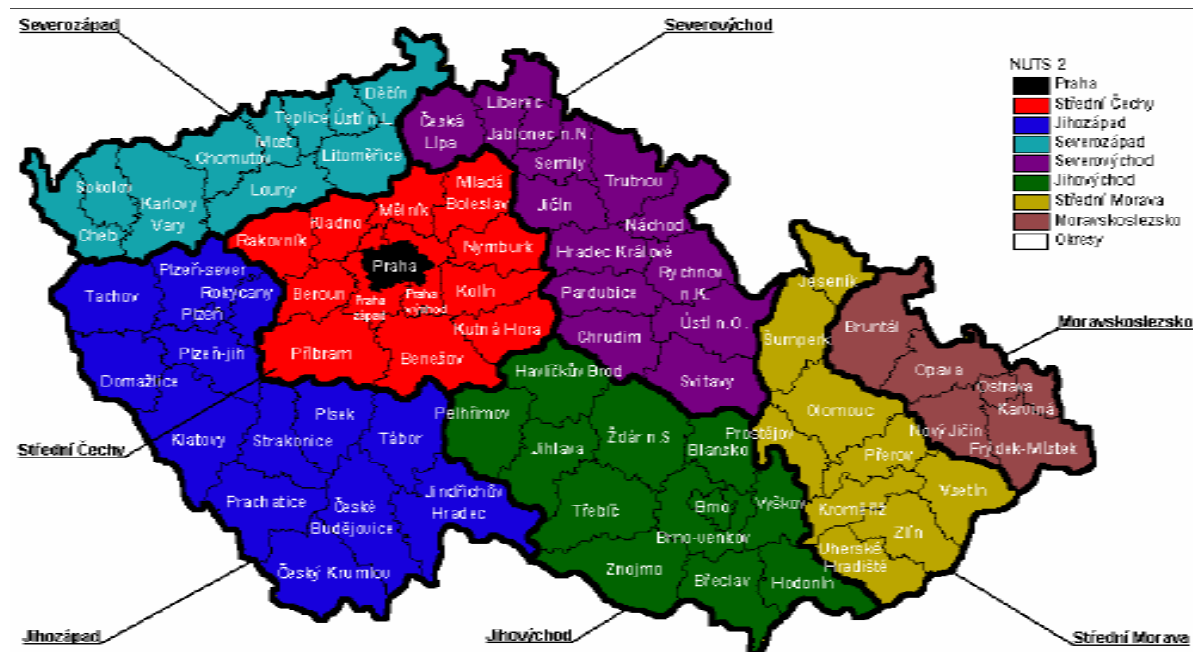 Severozápad
Severovýchod
NUTS 2
Praha
Střední Čechy
Jihozápad
Severozápad
Severovýchod
Jihovýchod
Střední Morava
Moravskoslezsko
Okresy
Děčín
Teplice
Ústí n.L.
Most
Chomutov
Litoměřice
Louny
Sokolov
Karlovy
Vary
Cheb
Liberec
Česká
Lípa
Jablonec n.N.
Semily
Trutnov
Jičín
Náchod
Hradec Králové
Rychnov
n.K.
Pardubice
Ústí n.O.
Chrudim
Svitavy
Mladá
Boleslav
Mělník
Kladno
Rakovník
Nymburk
Praha
Beroun
Praha
západ
Praha
východ
Kolín
Kutná Hora
Příbram
Benešov
Plzeň-sever
Tachov
Rokycany
Plzeň
Plzeň-jih
Domažlice
Klatovy
Písek
Strakonice
Tábor
Prachatice
České
Budějovice
Jindřichův
Hradec
Český Krumlov
Havlíčkův Brod
Pelhřimov
Jihlava
Ždár n.S
Blansko
Třebíč
Brno
Vyškov
Brno-venkov
Znojmo
Břeclav
Hodonín
Jeseník
Šumperk
Olomouc
Prostějov
Přerov
Kroměříž
Vsetín
Zlín
Uherské
Hradiště
Bruntál
Opava
Ostrava
Karviná
Nový Jičín
Frýdek-Místek
Moravskoslezsko
Střední Čechy
Jihozápad
Jihovýchod
Střední Morava